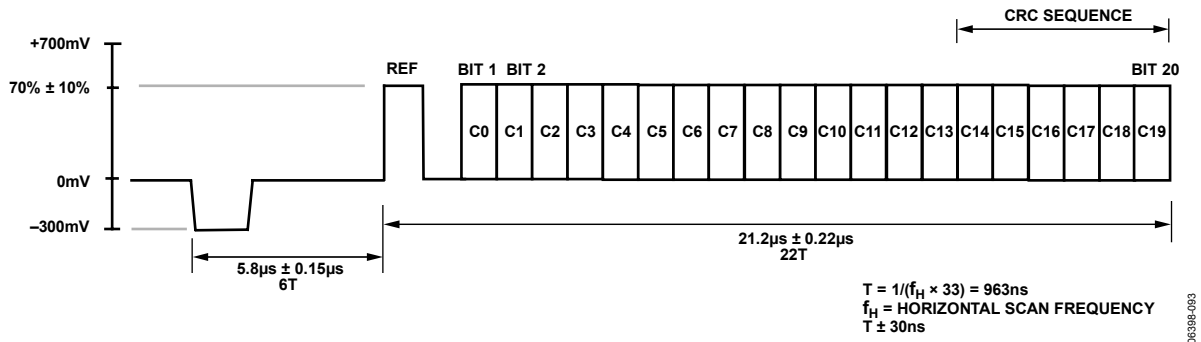 CRC SEQUENCE
+700mV
REF
BIT 1 BIT 2
BIT 20
70% ± 10%
C0 C1 C2 C3 C4 C5 C6 C7 C8 C9 C10 C11 C12 C13 C14 C15 C16 C17 C18 C19
0mV
–300mV
21.2µs ± 0.22µs
22T
5.8µs ± 0.15µs
6T
T = 1/(fH × 33) = 963ns
fH = HORIZONTAL SCAN FREQUENCY
T ± 30ns
06398-093